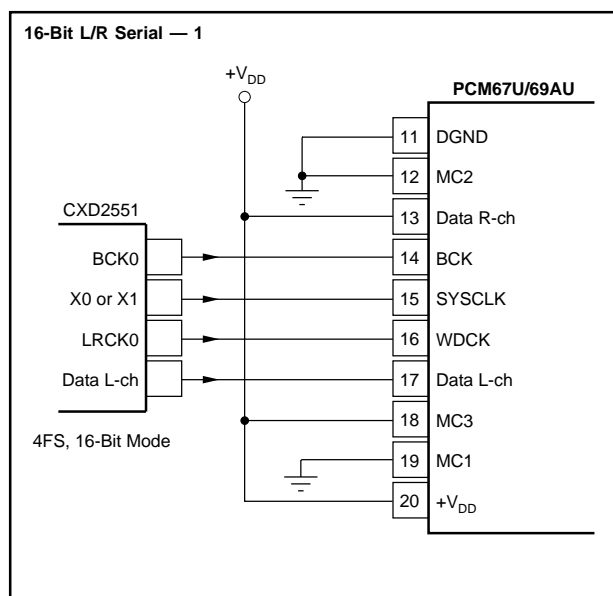 16-Bit L/R Serial — 1
+VDD
PCM67U/69AU
11 DGND
12 MC2
CXD2551
13 Data R-ch
BCK0 14 BCK
X0 or X1 15 SYSCLK
LRCK0 16 WDCK
Data L-ch 17 Data L-ch
18 MC3
4FS, 16-Bit Mode
19 MC1
20 +VDD